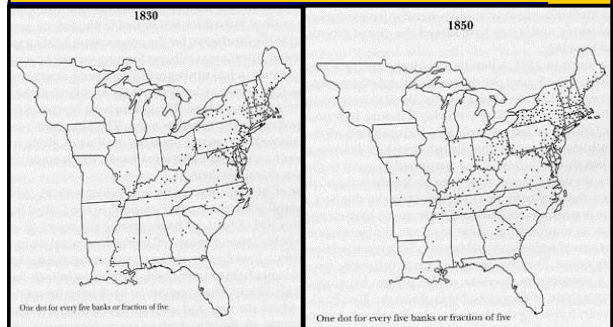 1830
One dot for every five banks or fraction of five
1850
One dot for every five banks or fraction of five